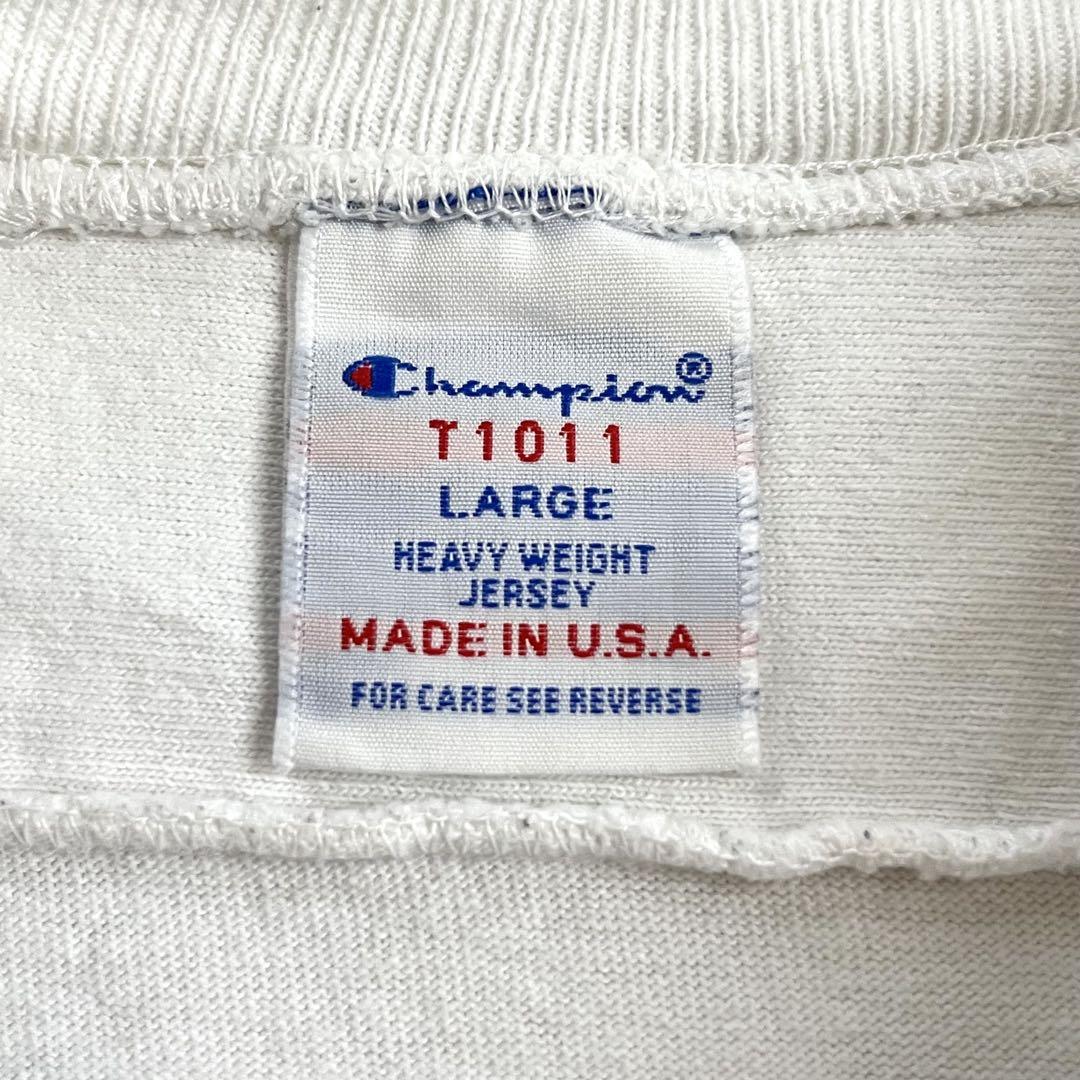 Champion®
T1011
LARGE
HEAVY WEIGHT
JERSEY
MADE IN U.S.A.
FOR CARE SEE REVERSE